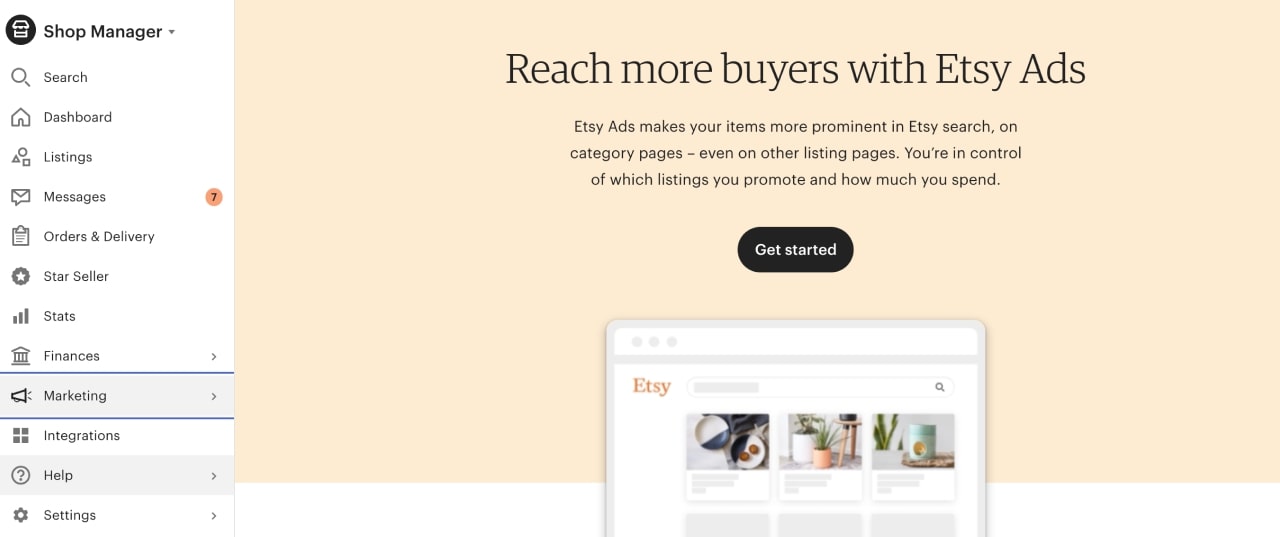 Shop Manager
Search
Dashboard
Listings
Messages
7
Orders & Delivery
Star Seller
Stats
Finances
Marketing
Integrations
Help
Settings
Reach more buyers with Etsy Ads
Etsy Ads makes your items more prominent in Etsy search, on
category pages – even on other listing pages. You’re in control
of which listings you promote and how much you spend.
Get started
Etsy